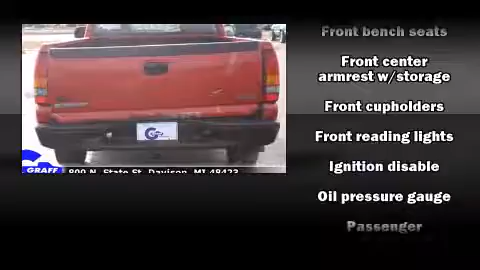 Front bench seats
Front center
armrest w/storage
Front cupholders
Front reading lights
Ignition disable
Oil pressure gauge
Passenger
GRAFF
800 N. State St. Davison, MI 48423